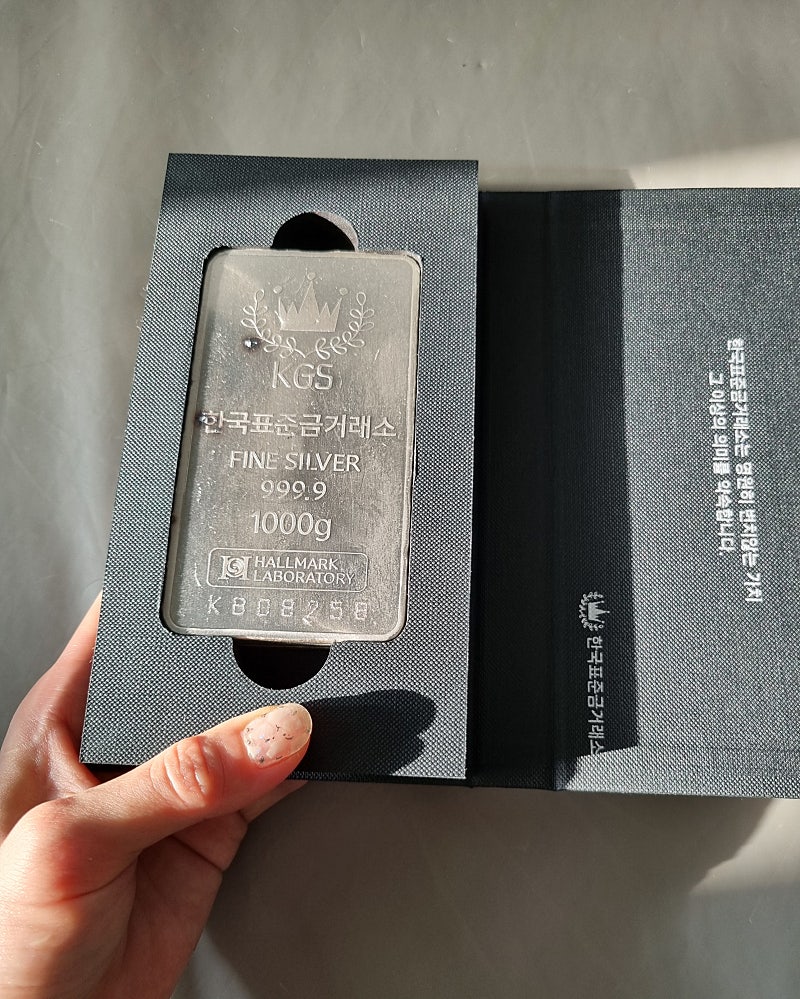 KGS
한국표준금거래소
FINE SILVER
999.9
1000g
HALLMARK
LABORATORY
K808258
한국표준금거래소는 영원히 변치않는 가치
그 이상의 의미를 약속합니다.
한국표준금거래소